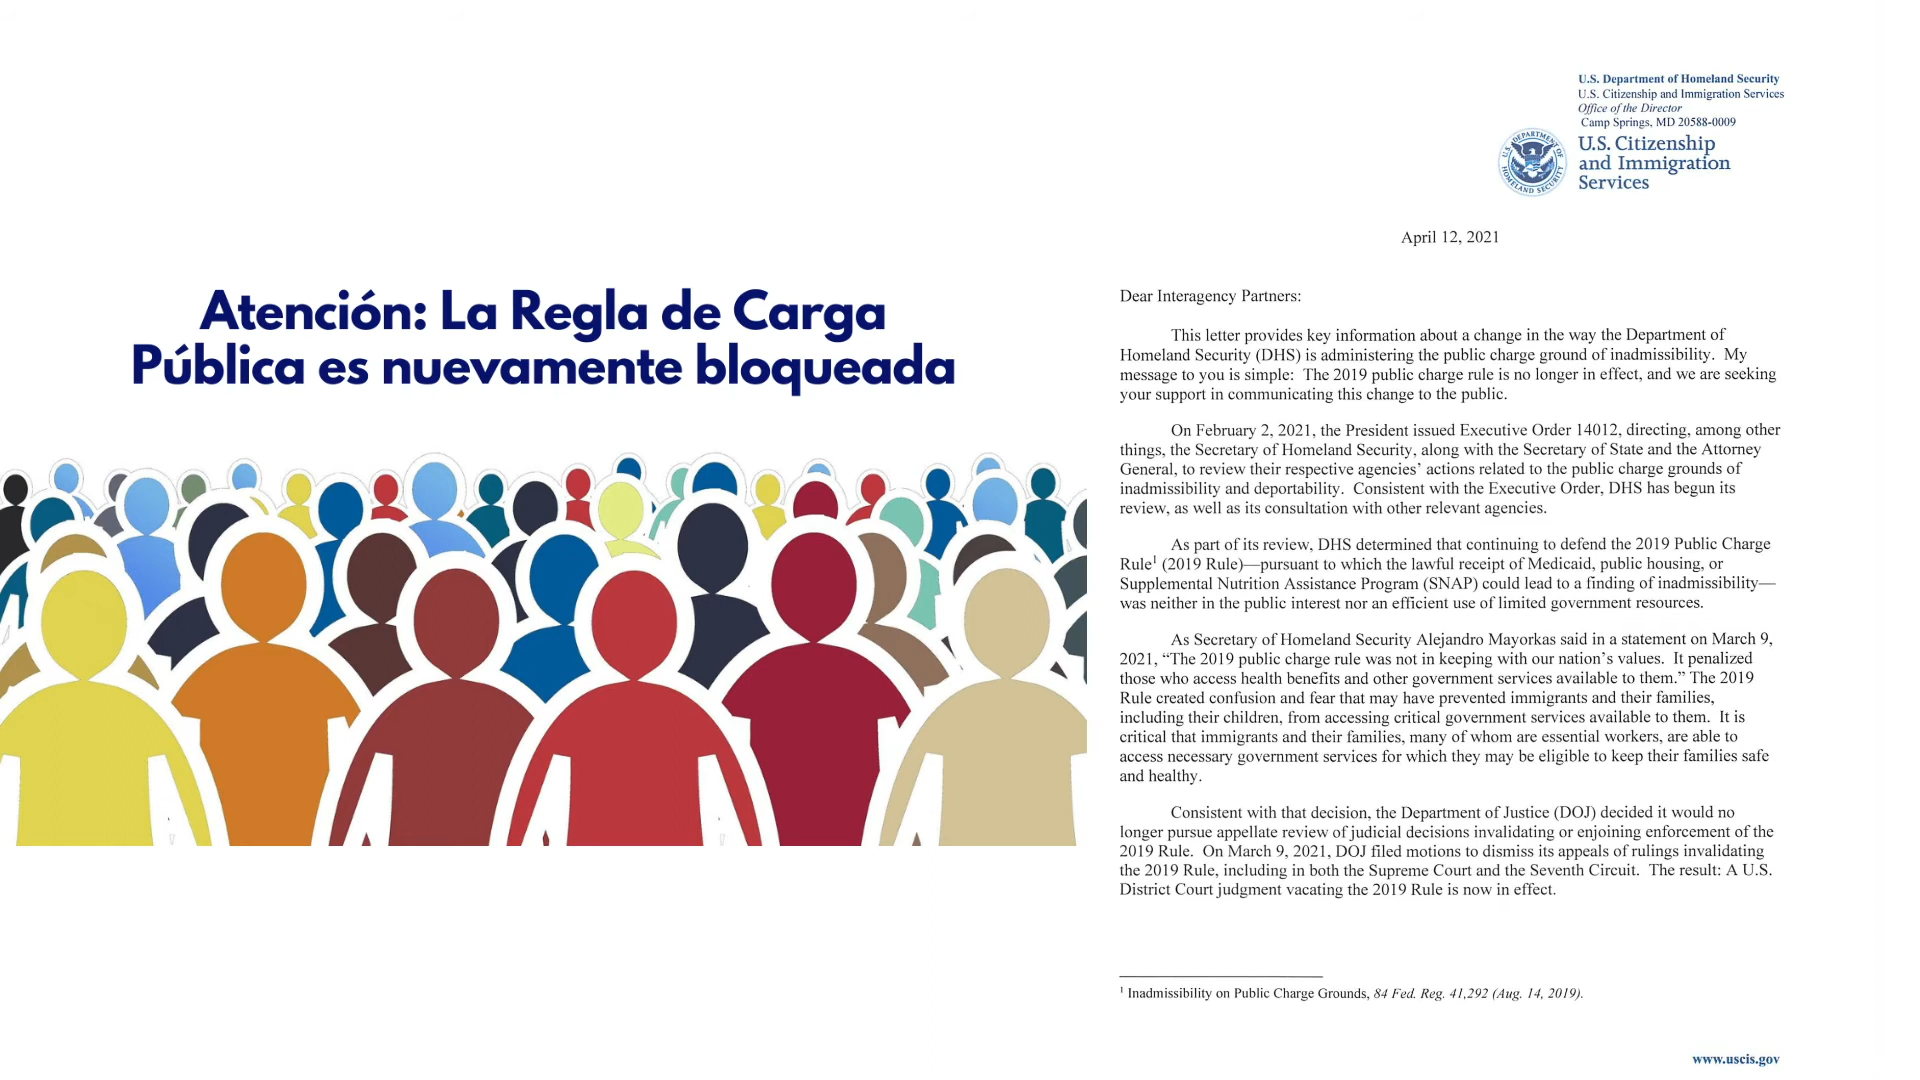 Atención: La Regla de Carga
Pública es nuevamente bloqueada
U.S. Department of Homeland Security
U.S. Citizenship and Immigration Services
Office of the Director
Camp Springs, MD 20588-0009
U.S. DEPARTMENT OF HOMELAND SECURITY
U.S. Citizenship
and Immigration
Services
April 12, 2021
Dear Interagency Partners:
This letter provides key information about a change in the way the Department of
Homeland Security (DHS) is administering the public charge ground of inadmissibility. My
message to you is simple: The 2019 public charge rule is no longer in effect, and we are seeking
your support in communicating this change to the public.
On February 2, 2021, the President issued Executive Order 14012, directing, among other
things, the Secretary of Homeland Security, along with the Secretary of State and the Attorney
General, to review their respective agencies’ actions related to the public charge grounds of
inadmissibility and deportability. Consistent with the Executive Order, DHS has begun its
review, as well as its consultation with other relevant agencies.
As part of its review, DHS determined that continuing to defend the 2019 Public Charge
Rule¹ (2019 Rule)—pursuant to which the lawful receipt of Medicaid, public housing, or
Supplemental Nutrition Assistance Program (SNAP) could lead to a finding of inadmissibility—
was neither in the public interest nor an efficient use of limited government resources.
As Secretary of Homeland Security Alejandro Mayorkas said in a statement on March 9,
2021, “The 2019 public charge rule was not in keeping with our nation’s values. It penalized
those who access health benefits and other government services available to them.” The 2019
Rule created confusion and fear that may have prevented immigrants and their families,
including their children, from accessing critical government services available to them. It is
critical that immigrants and their families, many of whom are essential workers, are able to
access necessary government services for which they may be eligible to keep their families safe
and healthy.
Consistent with that decision, the Department of Justice (DOJ) decided it would no
longer pursue appellate review of judicial decisions invalidating or enjoining enforcement of the
2019 Rule. On March 9, 2021, DOJ filed motions to dismiss its appeals of rulings invalidating
the 2019 Rule, including in both the Supreme Court and the Seventh Circuit. The result: A U.S.
District Court judgment vacating the 2019 Rule is now in effect.
¹ Inadmissibility on Public Charge Grounds, 84 Fed. Reg. 41,292 (Aug. 14, 2019).
www.uscis.gov